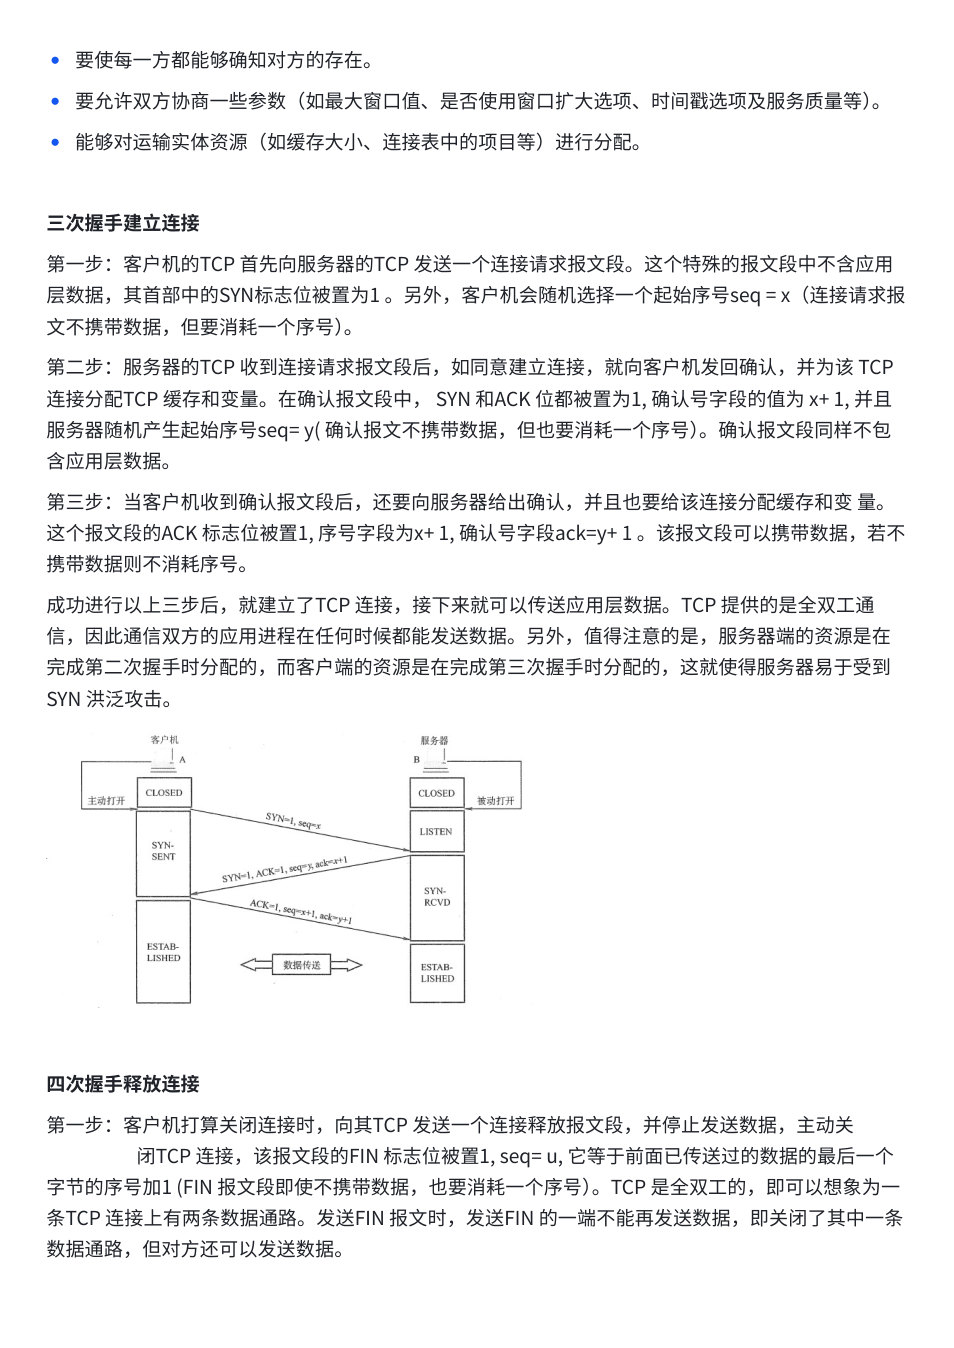 要使每一方都能够确知对方的存在。
要允许双方协商一些参数（如最大窗口值、是否使用窗口扩大选项、时间戳选项及服务质量等）。
能够对运输实体资源（如缓存大小、连接表中的项目等）进行分配。
三次握手建立连接
第一步：客户机的TCP 首先向服务器的TCP 发送一个连接请求报文段。这个特殊的报文段中不含应用
层数据，其首部中的SYN标志位被置为1 。另外，客户机会随机选择一个起始序号seq = x（连接请求报
文不携带数据，但要消耗一个序号）。
第二步：服务器的TCP 收到连接请求报文段后，如同意建立连接，就向客户机发回确认，并为该 TCP
连接分配TCP 缓存和变量。在确认报文段中， SYN 和ACK 位都被置为1, 确认号字段的值为 x+ 1, 并且
服务器随机产生起始序号seq= y( 确认报文不携带数据，但也要消耗一个序号）。确认报文段同样不包
含应用层数据。
第三步：当客户机收到确认报文段后，还要向服务器给出确认，并且也要给该连接分配缓存和变 量。
这个报文段的ACK 标志位被置1, 序号字段为x+ 1, 确认号字段ack=y+ 1 。该报文段可以携带数据，若不
携带数据则不消耗序号。
成功进行以上三步后，就建立了TCP 连接，接下来就可以传送应用层数据。TCP 提供的是全双工通
信，因此通信双方的应用进程在任何时候都能发送数据。另外，值得注意的是，服务器端的资源是在
完成第二次握手时分配的，而客户端的资源是在完成第三次握手时分配的，这就使得服务器易于受到
SYN 洪泛攻击。
客户机
服务器
A
B
CLOSED
CLOSED
主动打开
被动打开
SYN=1, seq=x
LISTEN
SYN-
SENT
SYN=1, ACK=1, seq=y, ack=x+1
SYN-
RCVD
ACK=1, seq=x+1, ack=y+1
ESTAB-
LISHED
数据传送
ESTAB-
LISHED
四次握手释放连接
第一步：客户机打算关闭连接时，向其TCP 发送一个连接释放报文段，并停止发送数据，主动关
闭TCP 连接，该报文段的FIN 标志位被置1, seq= u, 它等于前面已传送过的数据的最后一个
字节的序号加1 (FIN 报文段即使不携带数据，也要消耗一个序号）。TCP 是全双工的，即可以想象为一
条TCP 连接上有两条数据通路。发送FIN 报文时，发送FIN 的一端不能再发送数据，即关闭了其中一条
数据通路，但对方还可以发送数据。